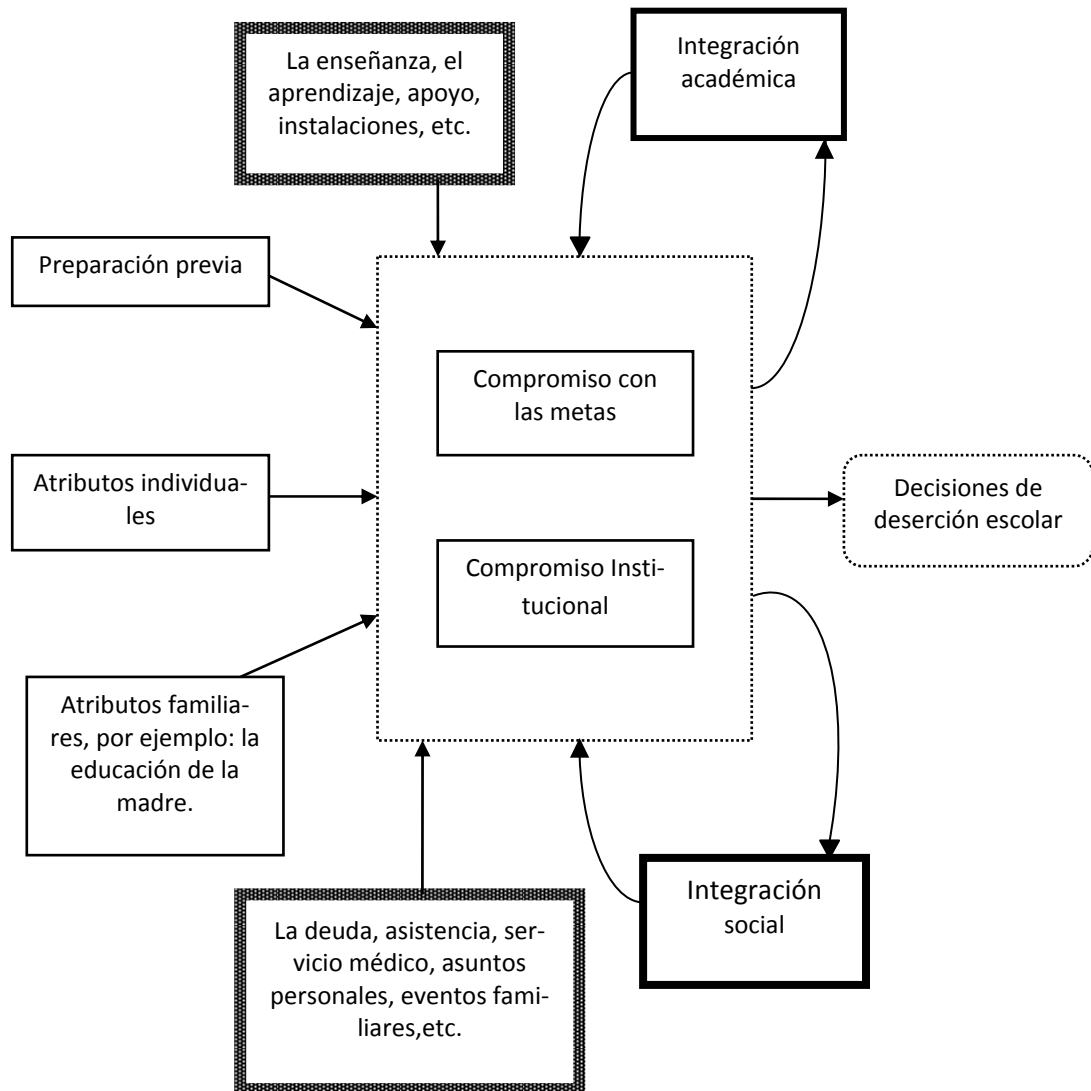 La enseñanza, el
aprendizaje, apoyo,
instalaciones, etc.
Integración
académica
Preparación previa
Compromiso con
las metas
Atributos individua-
les
Decisiones de
deserción escolar
Compromiso Insti-
tucional
Atributos familia-
res, por ejemplo: la
educación de la
madre.
Integración
social
La deuda, asistencia, ser-
vicio médico, asuntos
personales, eventos fami-
liares,etc.